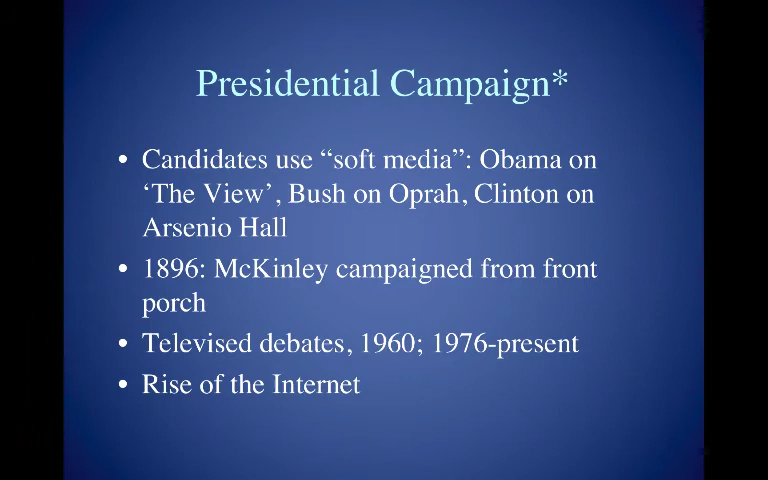 Presidential Campaign*
• Candidates use “soft media”: Obama on
‘The View’, Bush on Oprah, Clinton on
Arsenio Hall
• 1896: McKinley campaigned from front
porch
• Televised debates, 1960; 1976-present
• Rise of the Internet